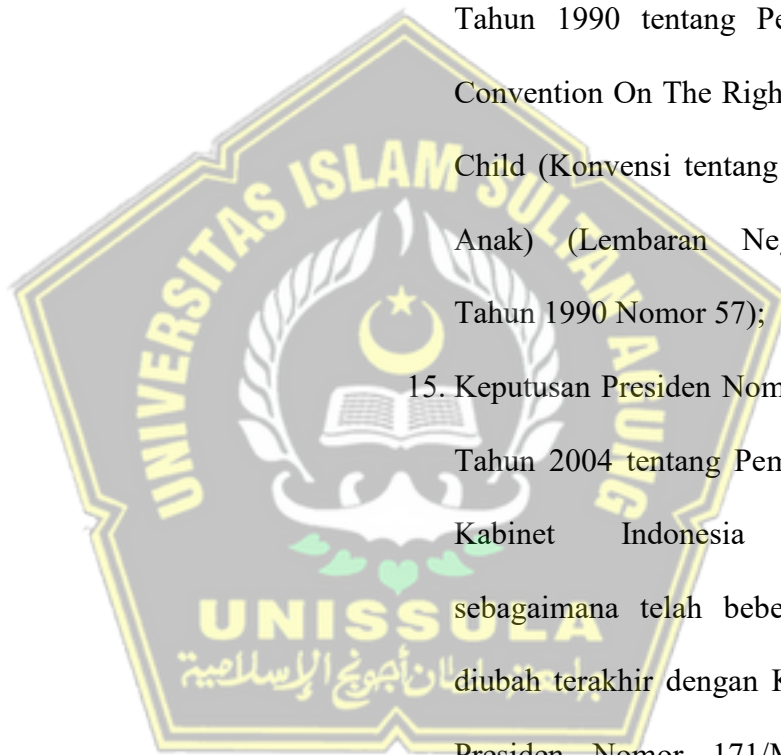 Tahun 1990 tentang Pe
Convention On The Righ
Child (Konvensi tentang
Anak) (Lembaran Neg
Tahun 1990 Nomor 57);
15. Keputusan Presiden Nom
Tahun 2004 tentang Pem
Kabinet Indonesia
sebagaimana telah bebe
diubah terakhir dengan K
Presiden Nomor 171/M
UNIVERSITAS ISLAM SULTAN AGUNG
UNISSULA
جامعة سلطان أجونج الإسلامية